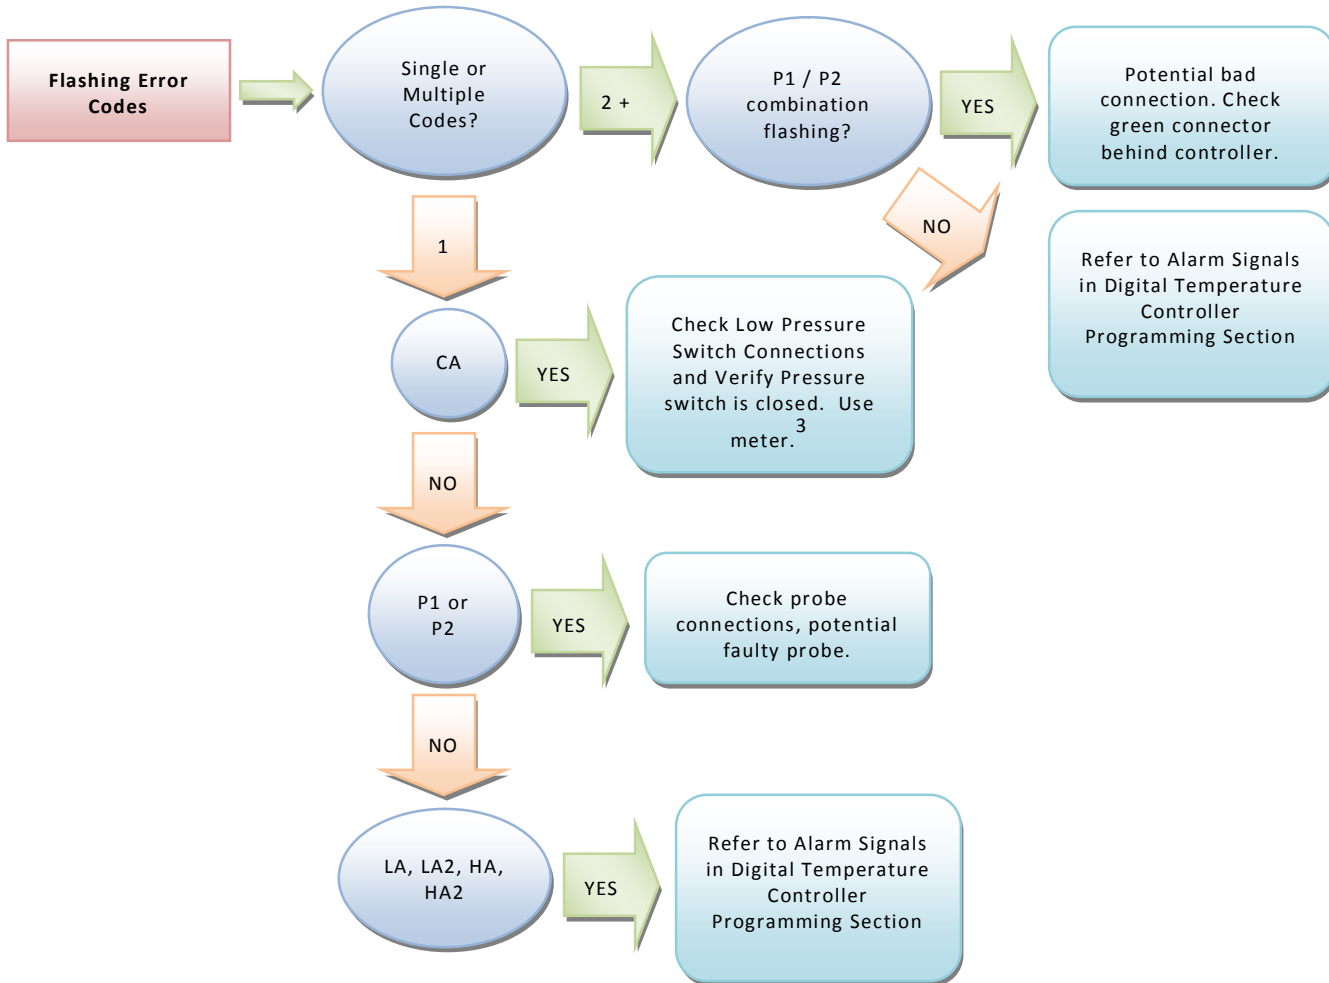 Flashing Error
Codes
Single or
Multiple
Codes?
2 +
P1 / P2
combination
flashing?
YES
Potential bad
connection. Check
green connector
behind controller.
NO
Refer to Alarm Signals
in Digital Temperature
Controller
Programming Section
1
CA
YES
Check Low Pressure
Switch Connections
and Verify Pressure
switch is closed. Use
meter.3
NO
P1 or
P2
YES
Check probe
connections, potential
faulty probe.
NO
LA, LA2, HA,
HA2
YES
Refer to Alarm Signals
in Digital Temperature
Controller
Programming Section